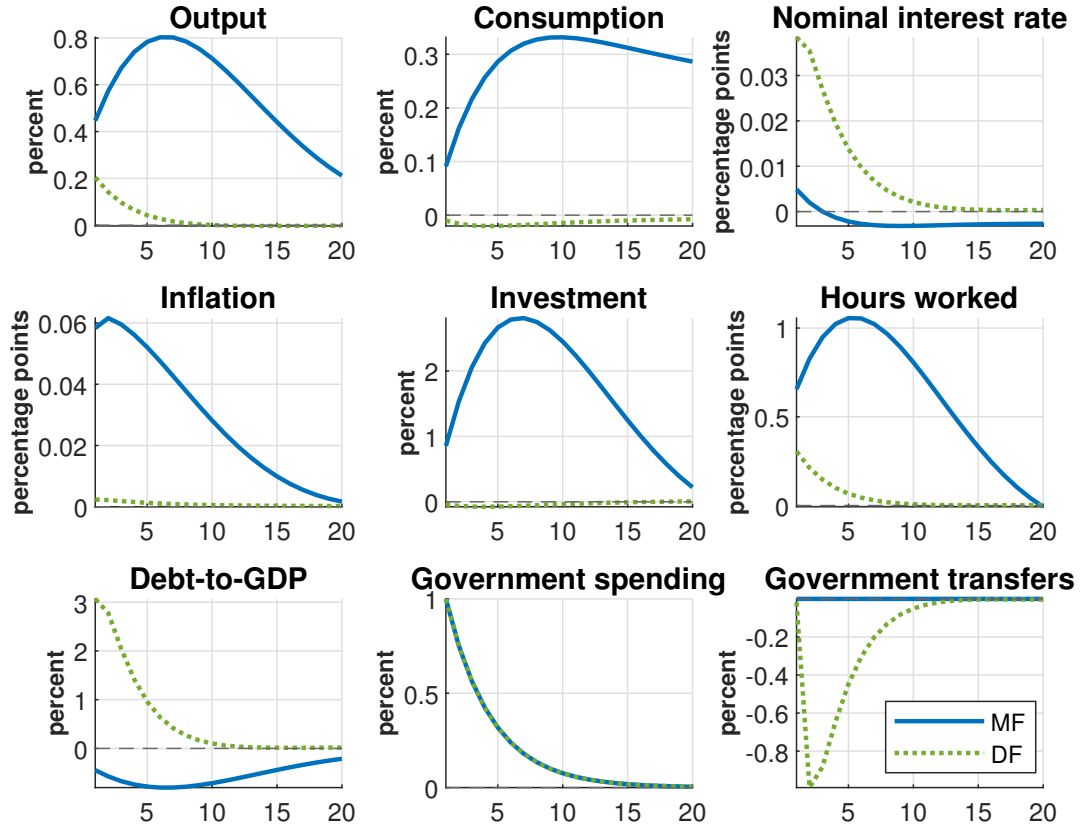 Output
percent
0.8
0.6
0.4
0.2
0
5 10 15 20
Consumption
percent
0.3
0.2
0.1
0
5 10 15 20
Nominal interest rate
percentage points
0.03
0.02
0.01
0
5 10 15 20
Inflation
percentage points
0.06
0.04
0.02
0
5 10 15 20
Investment
percent
2
1
0
5 10 15 20
Hours worked
percentage points
1
0.5
0
5 10 15 20
Debt-to-GDP
percent
3
2
1
0
5 10 15 20
Government spending
percent
1
0.5
0
5 10 15 20
Government transfers
percent
-0.2
-0.4
-0.6
-0.8
5 10 15 20
MF
DF